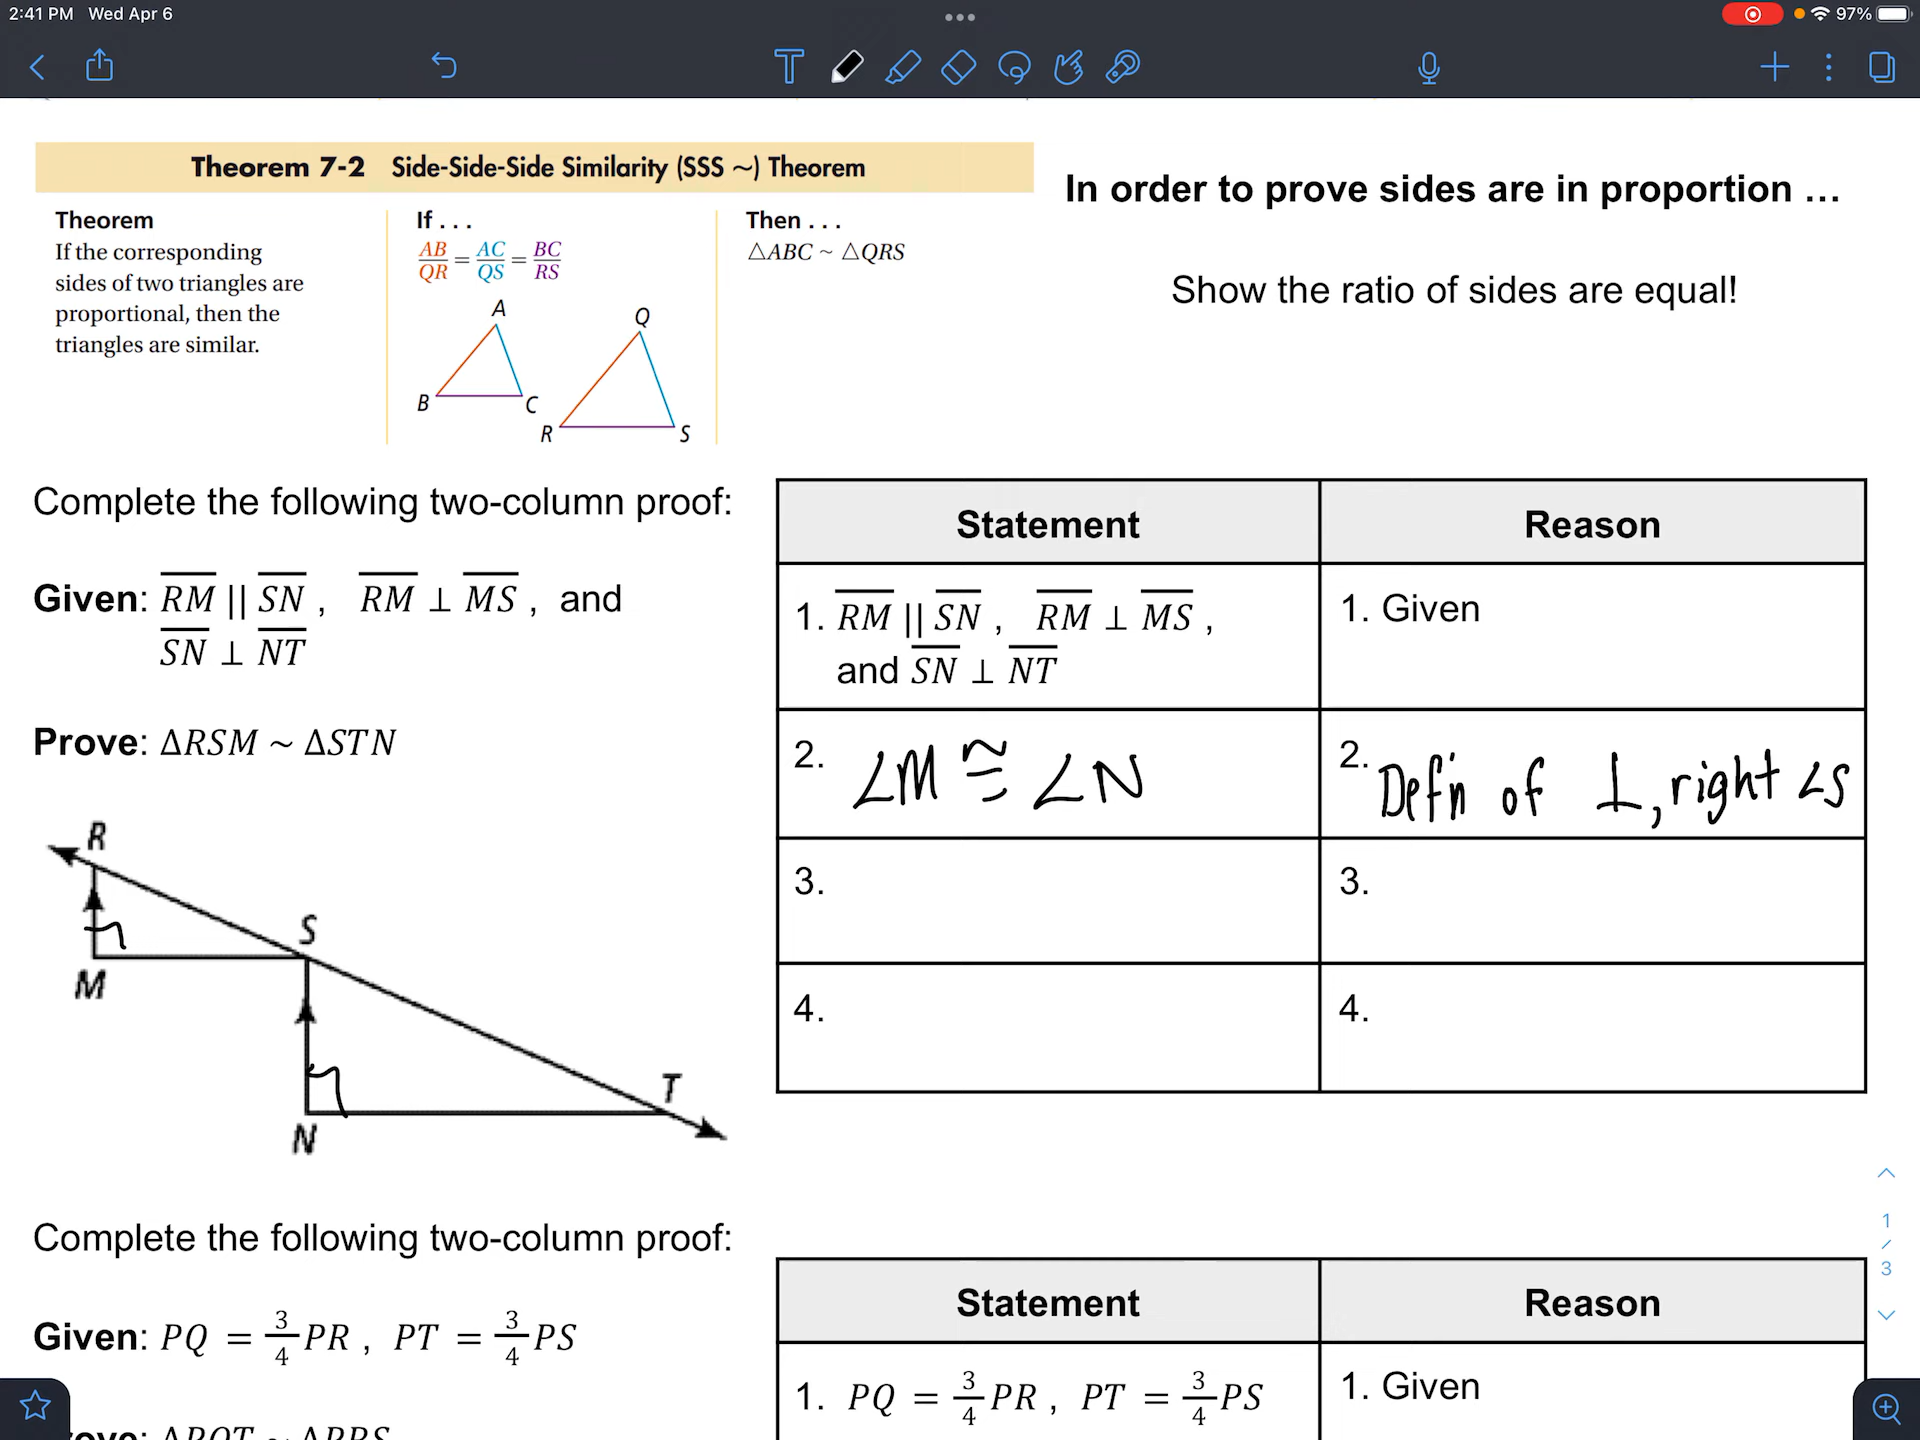 2:41 PM Wed Apr 6
97%
Theorem 7-2 Side-Side-Side Similarity (SSS ~) Theorem
In order to prove sides are in proportion ...
Show the ratio of sides are equal!
Theorem
If the corresponding
sides of two triangles are
proportional, then the
triangles are similar.
If . . .
AB/QR = AC/QS = BC/RS
A
B
C
Q
R
S
Then . . .
△ABC ~ △QRS
Complete the following two-column proof:
Given: RM || SN , RM ⊥ MS , and
SN ⊥ NT
Prove: ΔRSM ~ ΔSTN
R
S
M
T
N
Statement
Reason
1. RM || SN , RM ⊥ MS ,
and SN ⊥ NT
1. Given
2. ∠M ≅ ∠N
2. Def'n of ⊥, right ∠s
3.
3.
4.
4.
Complete the following two-column proof:
Given: PQ = 3/4 PR , PT = 3/4 PS
Statement
Reason
1. PQ = 3/4 PR , PT = 3/4 PS
1. Given
1
/
3